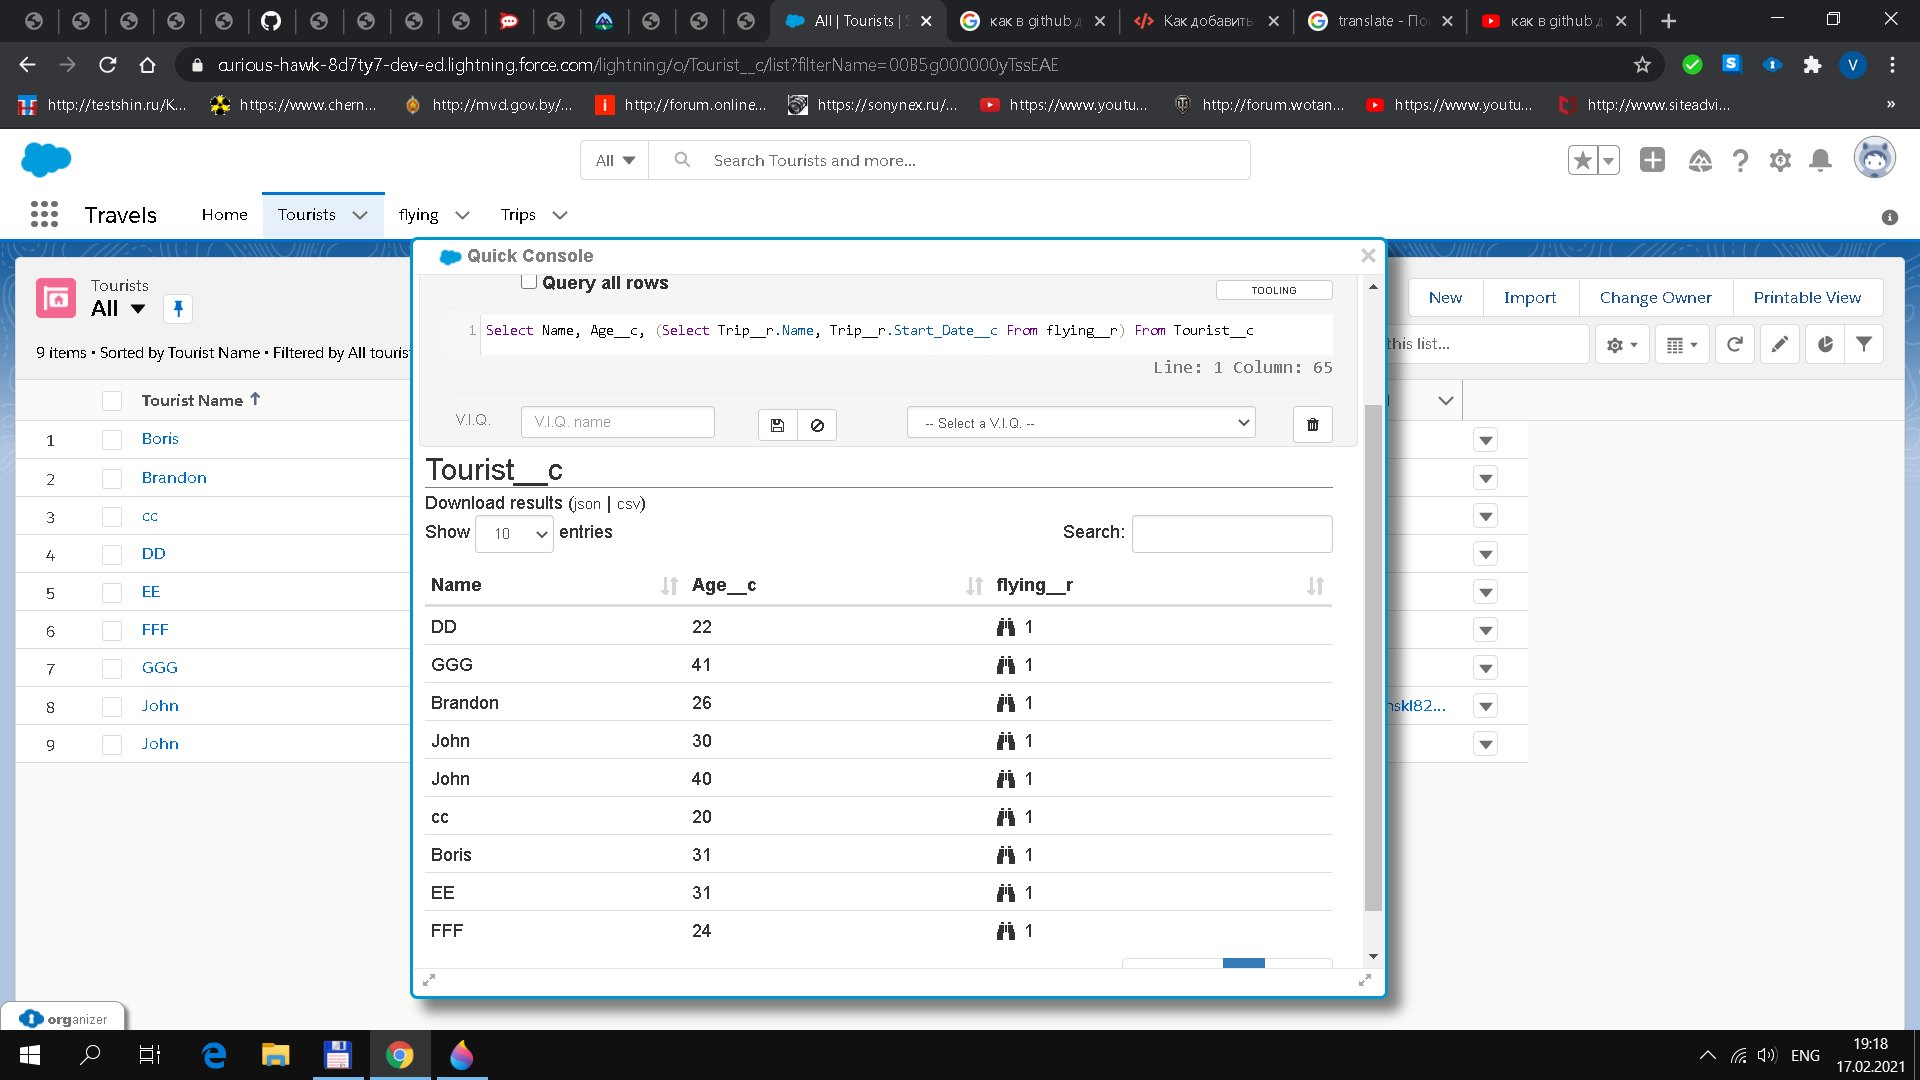 All | Tourists | S
как в github д
Как добавить
translate - Пои
как в github д
curious-hawk-8d7ty7-dev-ed.lightning.force.com/lightning/o/Tourist__c/list?filterName=00B5g000000yTssEAE
V
http://testshin.ru/K...
https://www.chern...
http://mvd.gov.by/...
http://forum.online...
https://sonynex.ru/...
https://www.youtu...
http://forum.wotan...
https://www.youtu...
http://www.siteadvi...
»
All
Search Tourists and more...
Travels
Home
Tourists
flying
Trips
Quick Console
Tourists
All
Query all rows
TOOLING
New
Import
Change Owner
Printable View
1 Select Name, Age__c, (Select Trip__r.Name, Trip__r.Start_Date__c From flying__r) From Tourist__c
this list...
9 items • Sorted by Tourist Name • Filtered by All tourist
Line: 1 Column: 65
Tourist Name
V.I.Q.
V.I.Q. name
-- Select a V.I.Q. --
1 Boris
2 Brandon
3 cc
4 DD
5 EE
6 FFF
7 GGG
8 John
9 John
nskl82...
Tourist__c
Download results (json | csv)
Show 10 entries
Search:
Name Age__c flying__r
DD 22 1
GGG 41 1
Brandon 26 1
John 30 1
John 40 1
cc 20 1
Boris 31 1
EE 31 1
FFF 24 1
organizer
ENG
19:18
17.02.2021